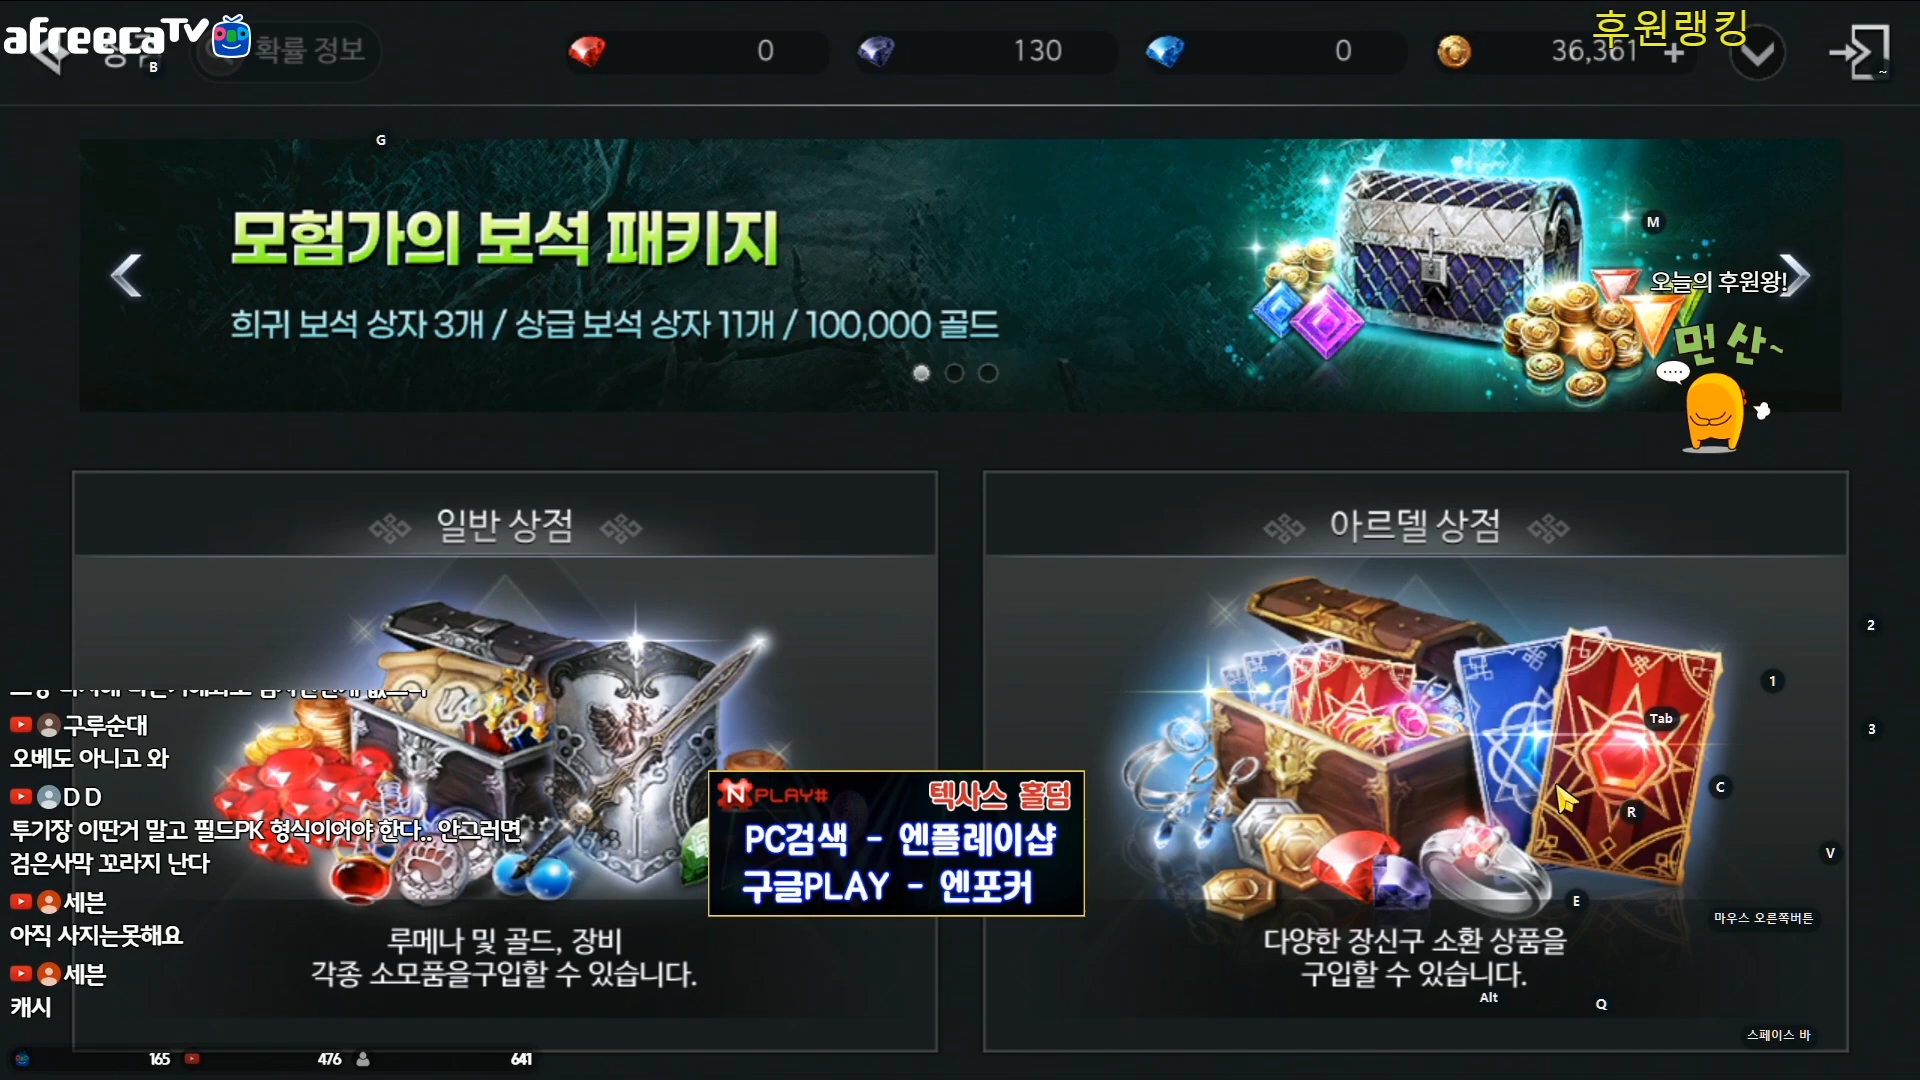 afreecaTV
B
확률 정보
0
130
0
36,361
후원랭킹
~
G
모험가의 보석 패키지
희귀 보석 상자 3개 / 상급 보석 상자 11개 / 100,000 골드
M
오늘의 후원왕!
먼 산~
일반 상점
아르델 상점
2
1
Tab
3
C
R
V
E
구루순대
오베도 아니고 와
D D
투기장 이딴거 말고 필드PK 형식이어야 한다.. 안그러면
검은사막 꼬라지 난다
세븐
아직 사지는못해요
세븐
캐시
N PLAY#
텍사스 홀덤
PC검색 - 엔플레이샵
구글PLAY - 엔포커
루메나 및 골드, 장비
각종 소모품을구입할 수 있습니다.
다양한 장신구 소환 상품을
구입할 수 있습니다.
마우스 오른쪽버튼
Alt
Q
스페이스 바
165
476
641